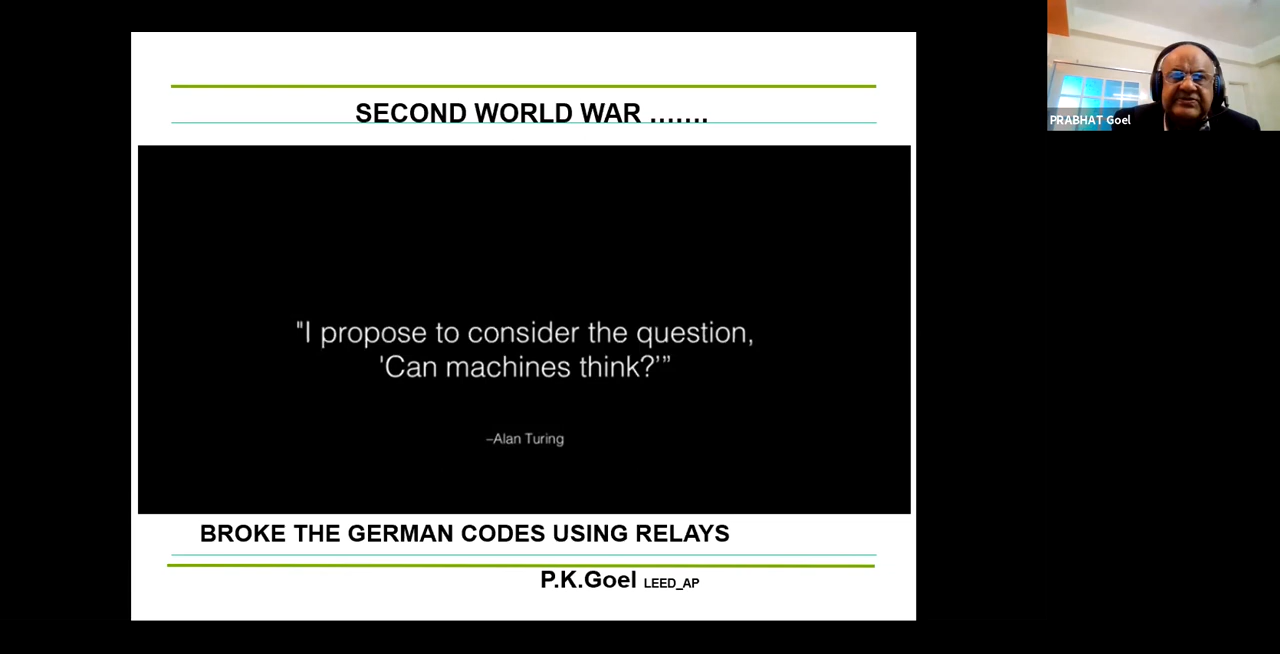 SECOND WORLD WAR .......
"I propose to consider the question,
'Can machines think?'”
–Alan Turing
BROKE THE GERMAN CODES USING RELAYS
P.K.Goel LEED_AP
PRABHAT Goel